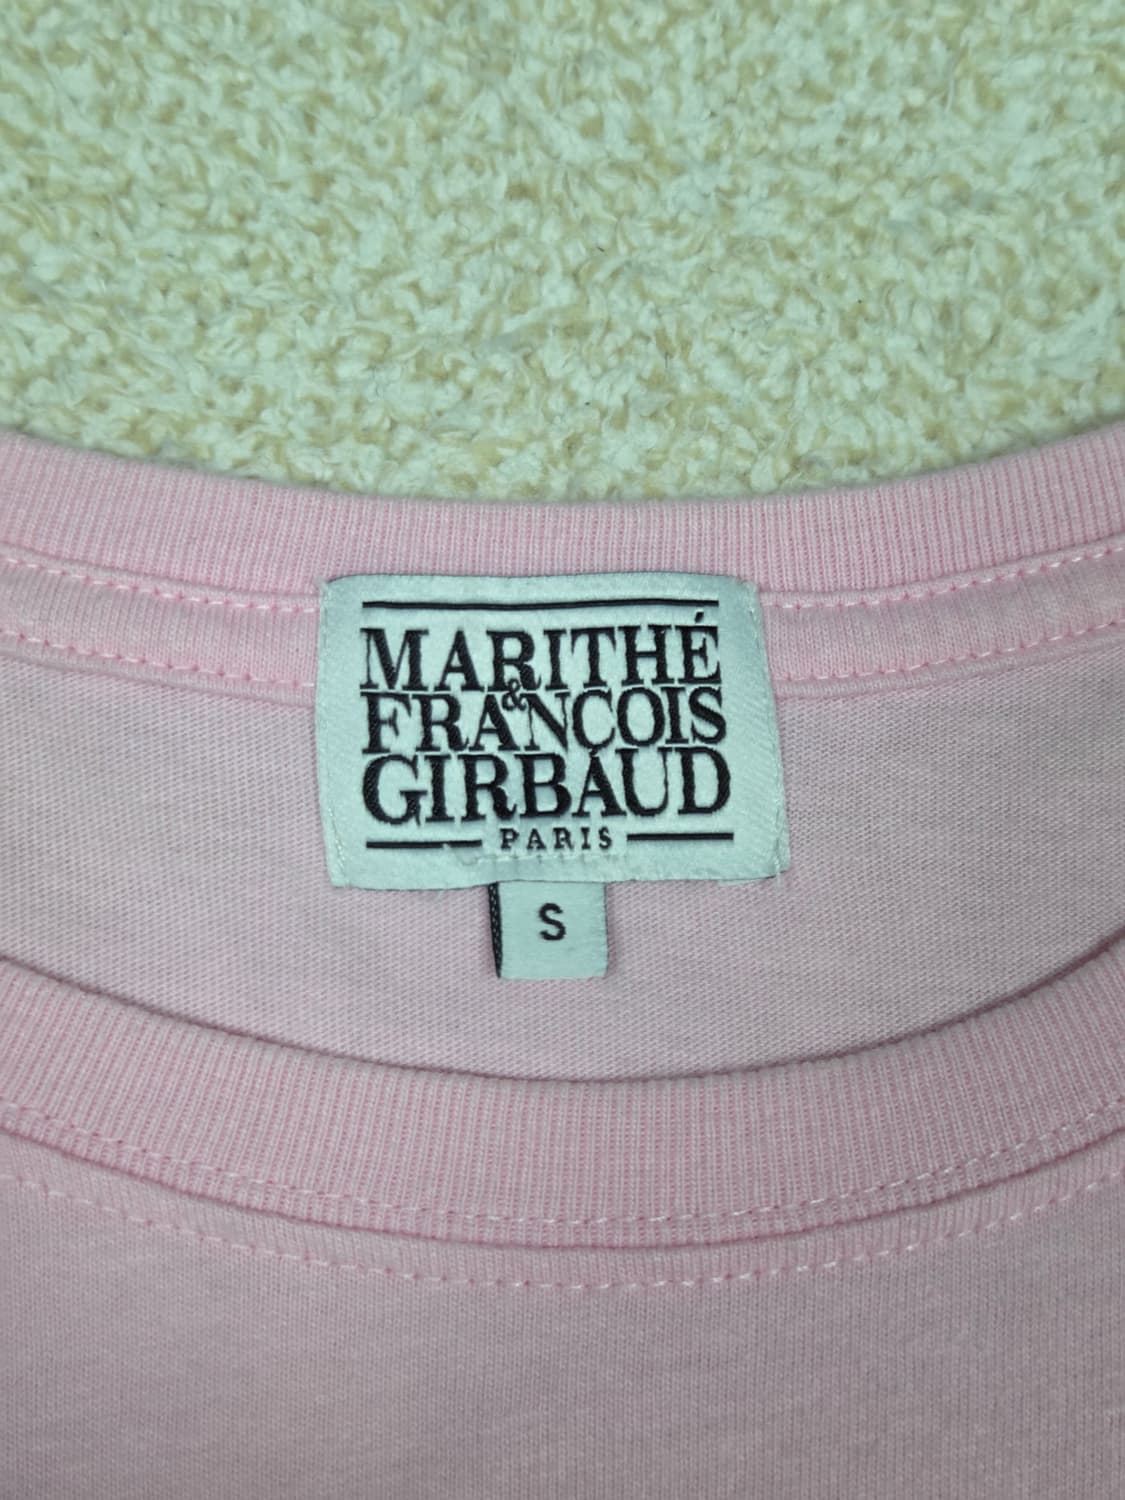 MARITHÉ
&
FRANÇOIS
GIRBAUD
PARIS
S